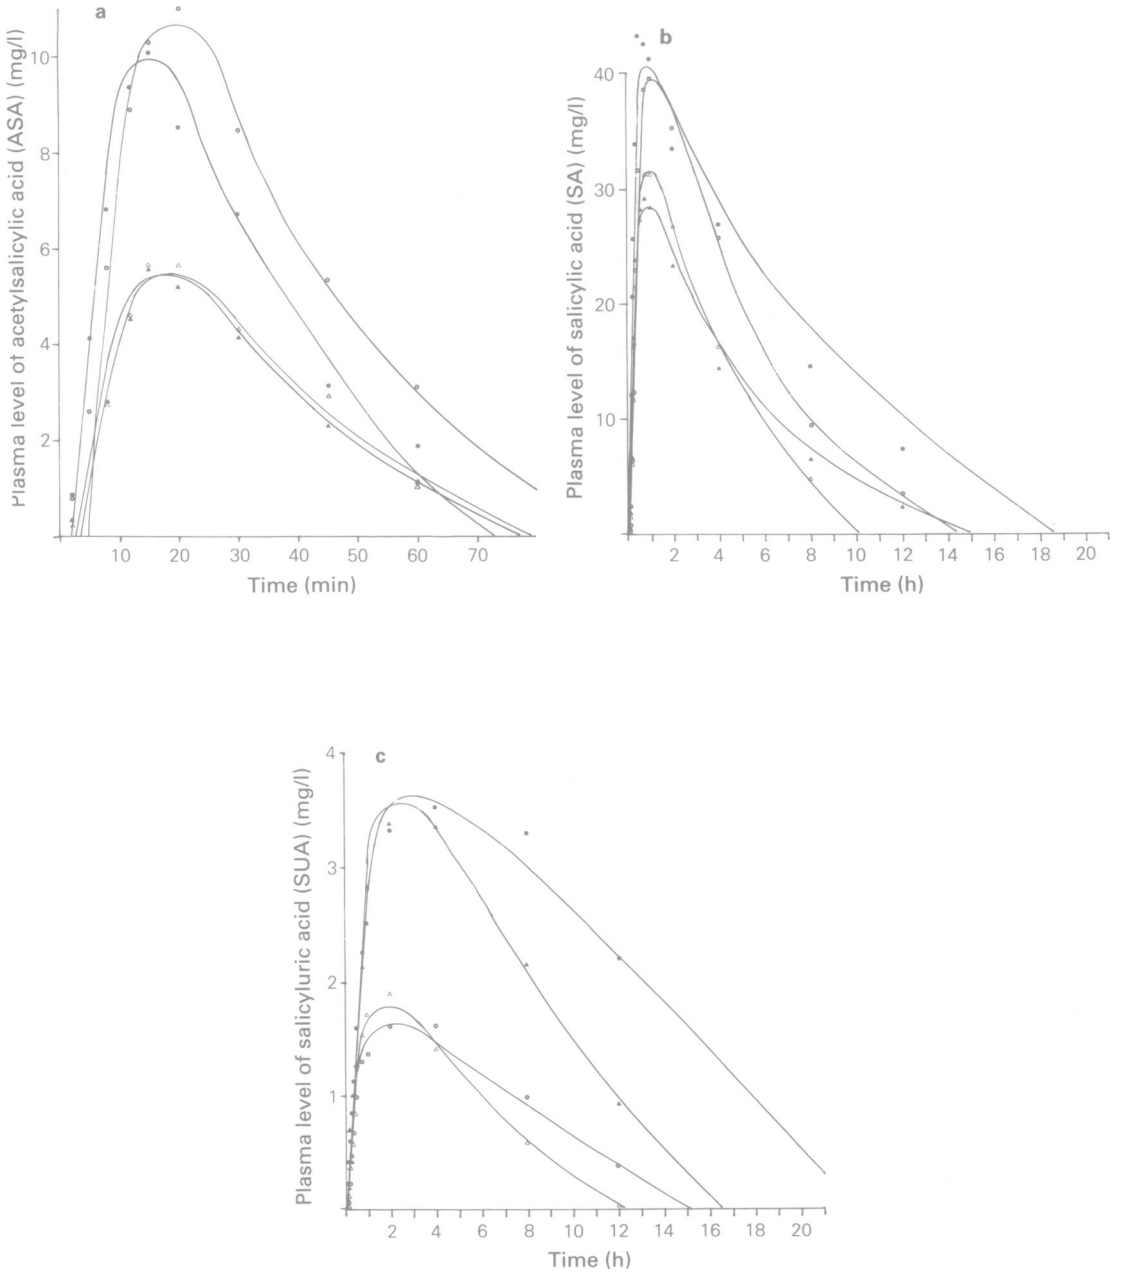 a
Plasma level of acetylsalicylic acid (ASA) (mg/l)
10
8
6
4
2
10 20 30 40 50 60 70
Time (min)
b
Plasma level of salicylic acid (SA) (mg/l)
40
30
20
10
2 4 6 8 10 12 14 16 18 20
Time (h)
c
Plasma level of salicyluric acid (SUA) (mg/l)
4
3
2
1
2 4 6 8 10 12 14 16 18 20
Time (h)